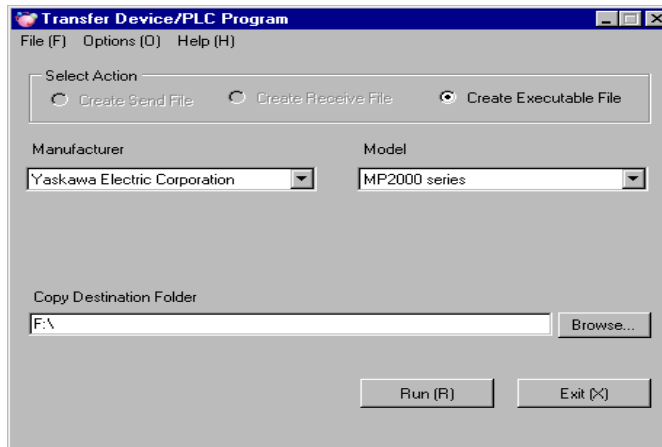 Transfer Device/PLC Program
File (F) Options (O) Help (H)
Select Action
Create Send File Create Receive File Create Executable File
Manufacturer Model
Yaskawa Electric Corporation MP2000 series
Copy Destination Folder
F:\ Browse...
Run (R) Exit (X)